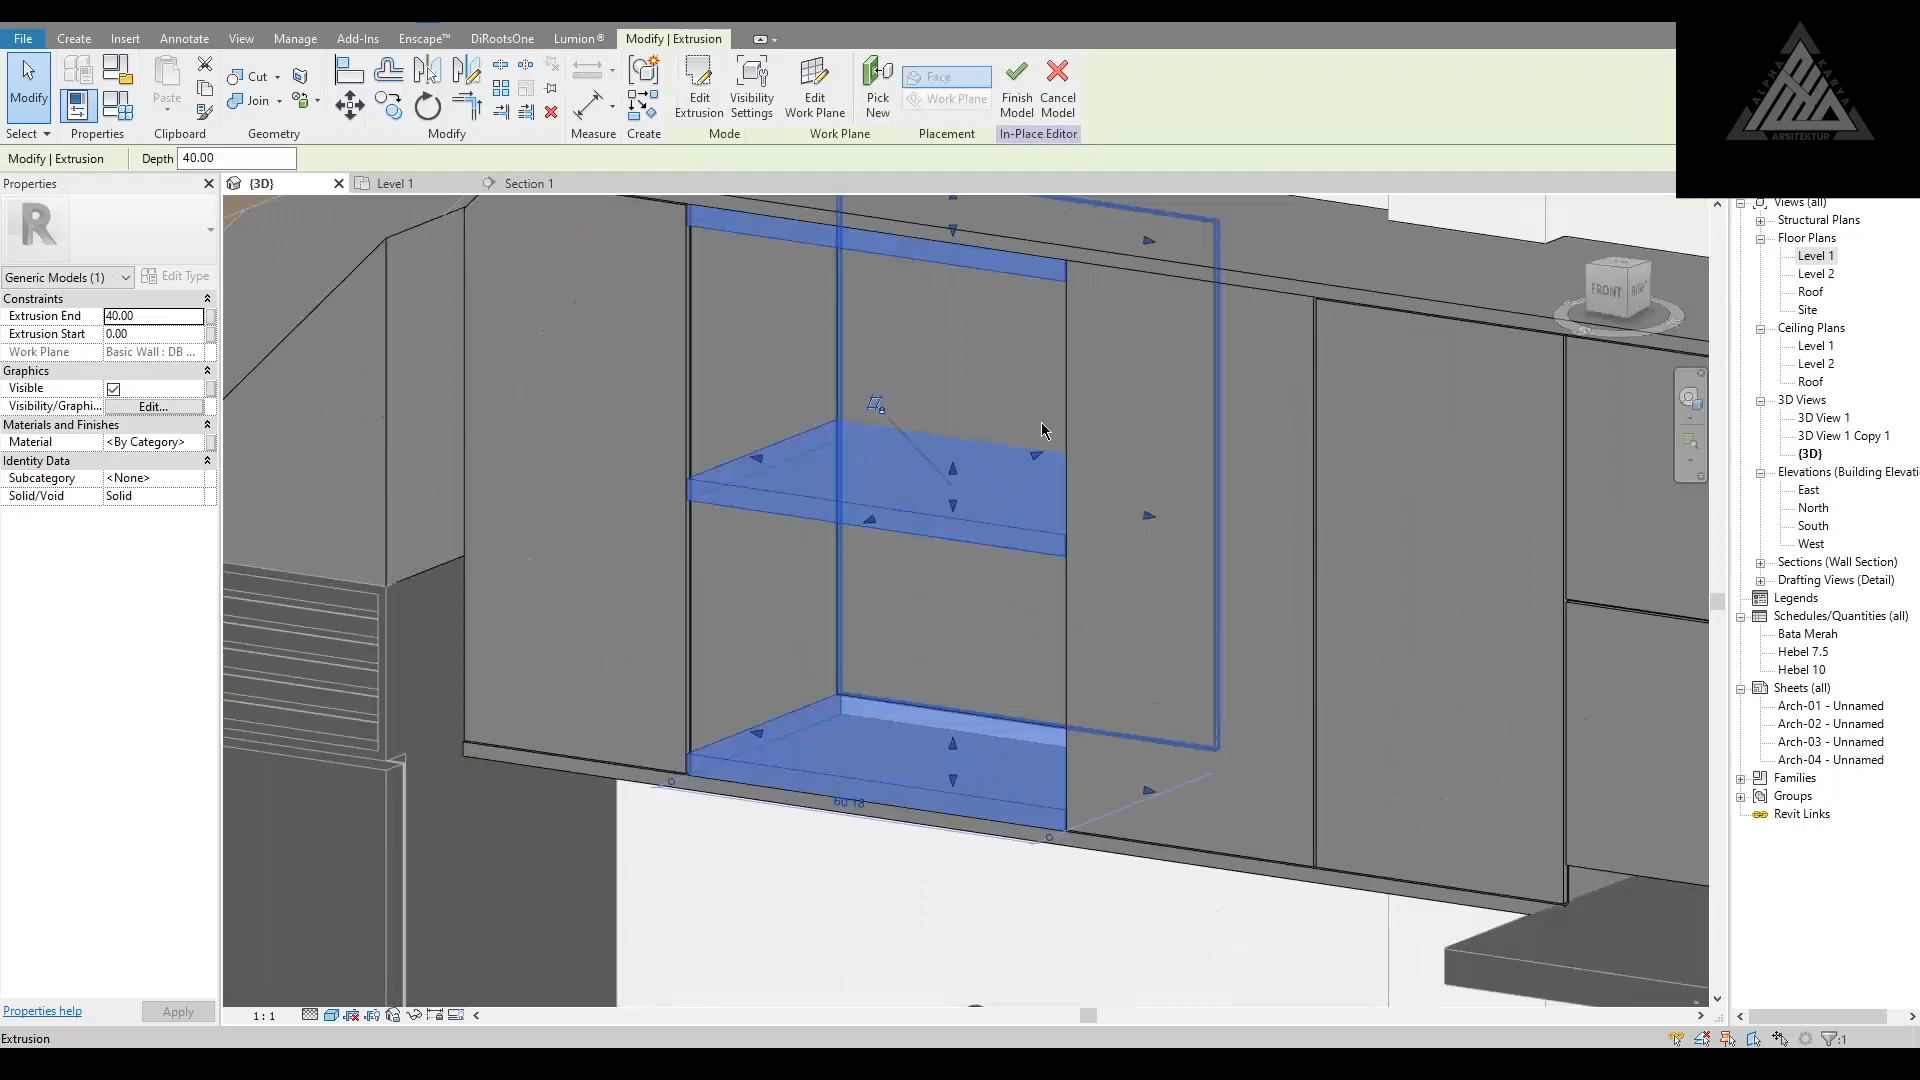 File Create Insert Annotate View Manage Add-Ins Enscape™ DiRootsOne Lumion® Modify | Extrusion
Modify
Paste
Cut
Join
Edit Extrusion
Visibility Settings
Edit Work Plane
Pick New
Face
Work Plane
Finish Model
Cancel Model
Select Properties Clipboard Geometry Modify Measure Create Mode Work Plane Placement In-Place Editor
ALPHA KARYA
ARSITEKTUR
Modify | Extrusion Depth 40.00
Properties
{3D} Level 1 Section 1
R
Generic Models (1) Edit Type
Constraints
Extrusion End 40.00
Extrusion Start 0.00
Work Plane Basic Wall : DB ...
Graphics
Visible
Visibility/Graphi... Edit...
Materials and Finishes
Material <By Category>
Identity Data
Subcategory <None>
Solid/Void Solid
Properties help Apply
FRONT RIGHT
60.18
Views (all)
Structural Plans
Floor Plans
Level 1
Level 2
Roof
Site
Ceiling Plans
Level 1
Level 2
Roof
3D Views
3D View 1
3D View 1 Copy 1
{3D}
Elevations (Building Elevati
East
North
South
West
Sections (Wall Section)
Drafting Views (Detail)
Legends
Schedules/Quantities (all)
Bata Merah
Hebel 7.5
Hebel 10
Sheets (all)
Arch-01 - Unnamed
Arch-02 - Unnamed
Arch-03 - Unnamed
Arch-04 - Unnamed
Families
Groups
Revit Links
1 : 1
Extrusion
:1